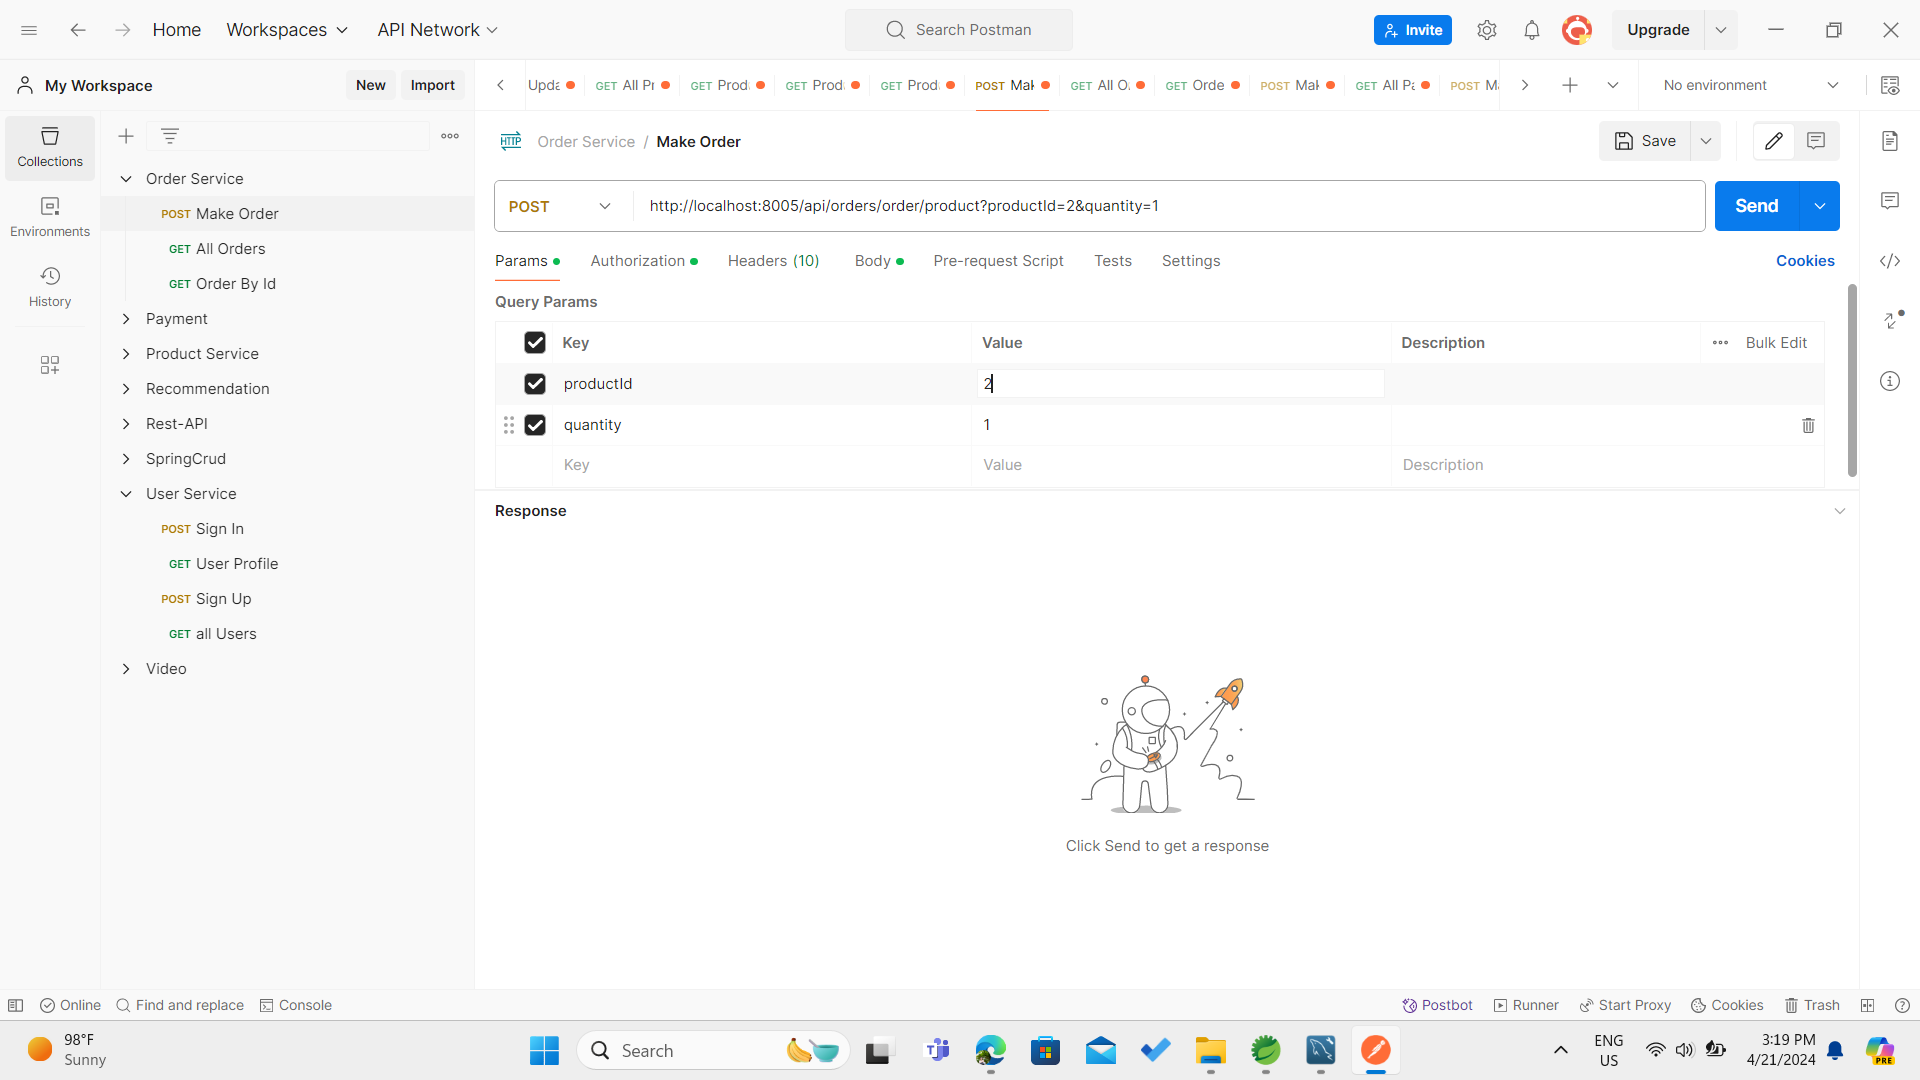 Home Workspaces API Network Search Postman Invite Upgrade
My Workspace New Import
Upda GET All Pr GET Prod GET Prod GET Prod POST Mak GET All O GET Orde POST Mak GET All Pa POST Ma No environment
Collections
Environments
History
Order Service
POST Make Order
GET All Orders
GET Order By Id
Payment
Product Service
Recommendation
Rest-API
SpringCrud
User Service
POST Sign In
GET User Profile
POST Sign Up
GET all Users
Video
HTTP Order Service / Make Order Save
POST http://localhost:8005/api/orders/order/product?productId=2&quantity=1 Send
Params Authorization Headers (10) Body Pre-request Script Tests Settings Cookies
Query Params
Key Value Description Bulk Edit
productId 2
quantity 1
Key Value Description
Response
Click Send to get a response
Online Find and replace Console Postbot Runner Start Proxy Cookies Trash
98°F
Sunny
Search
ENG
US
3:19 PM
4/21/2024
PRE